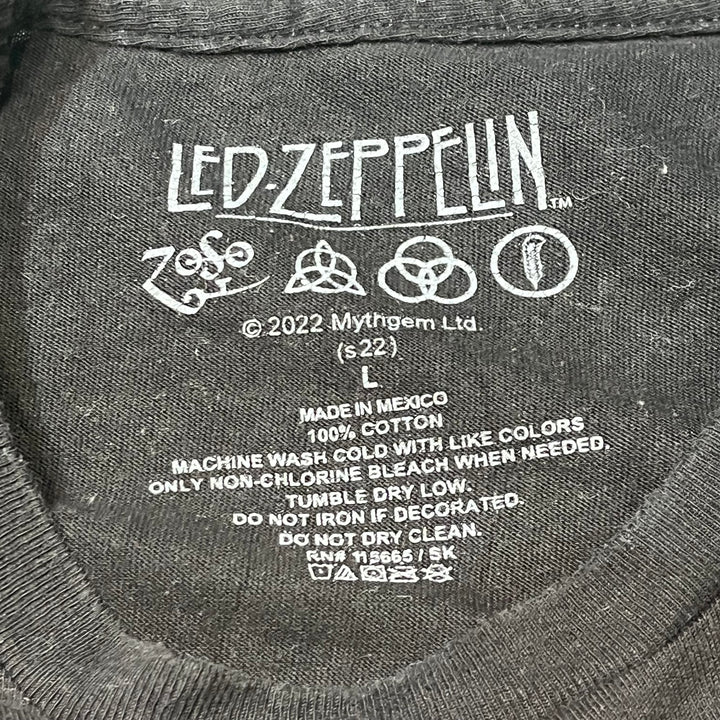 LED-ZEPPELIN™
ZOSO
© 2022 Mythgem Ltd.
(s22)
L
MADE IN MEXICO
100% COTTON
MACHINE WASH COLD WITH LIKE COLORS
ONLY NON-CHLORINE BLEACH WHEN NEEDED.
TUMBLE DRY LOW.
DO NOT IRON IF DECORATED.
DO NOT DRY CLEAN.
RN# 115665 / SK